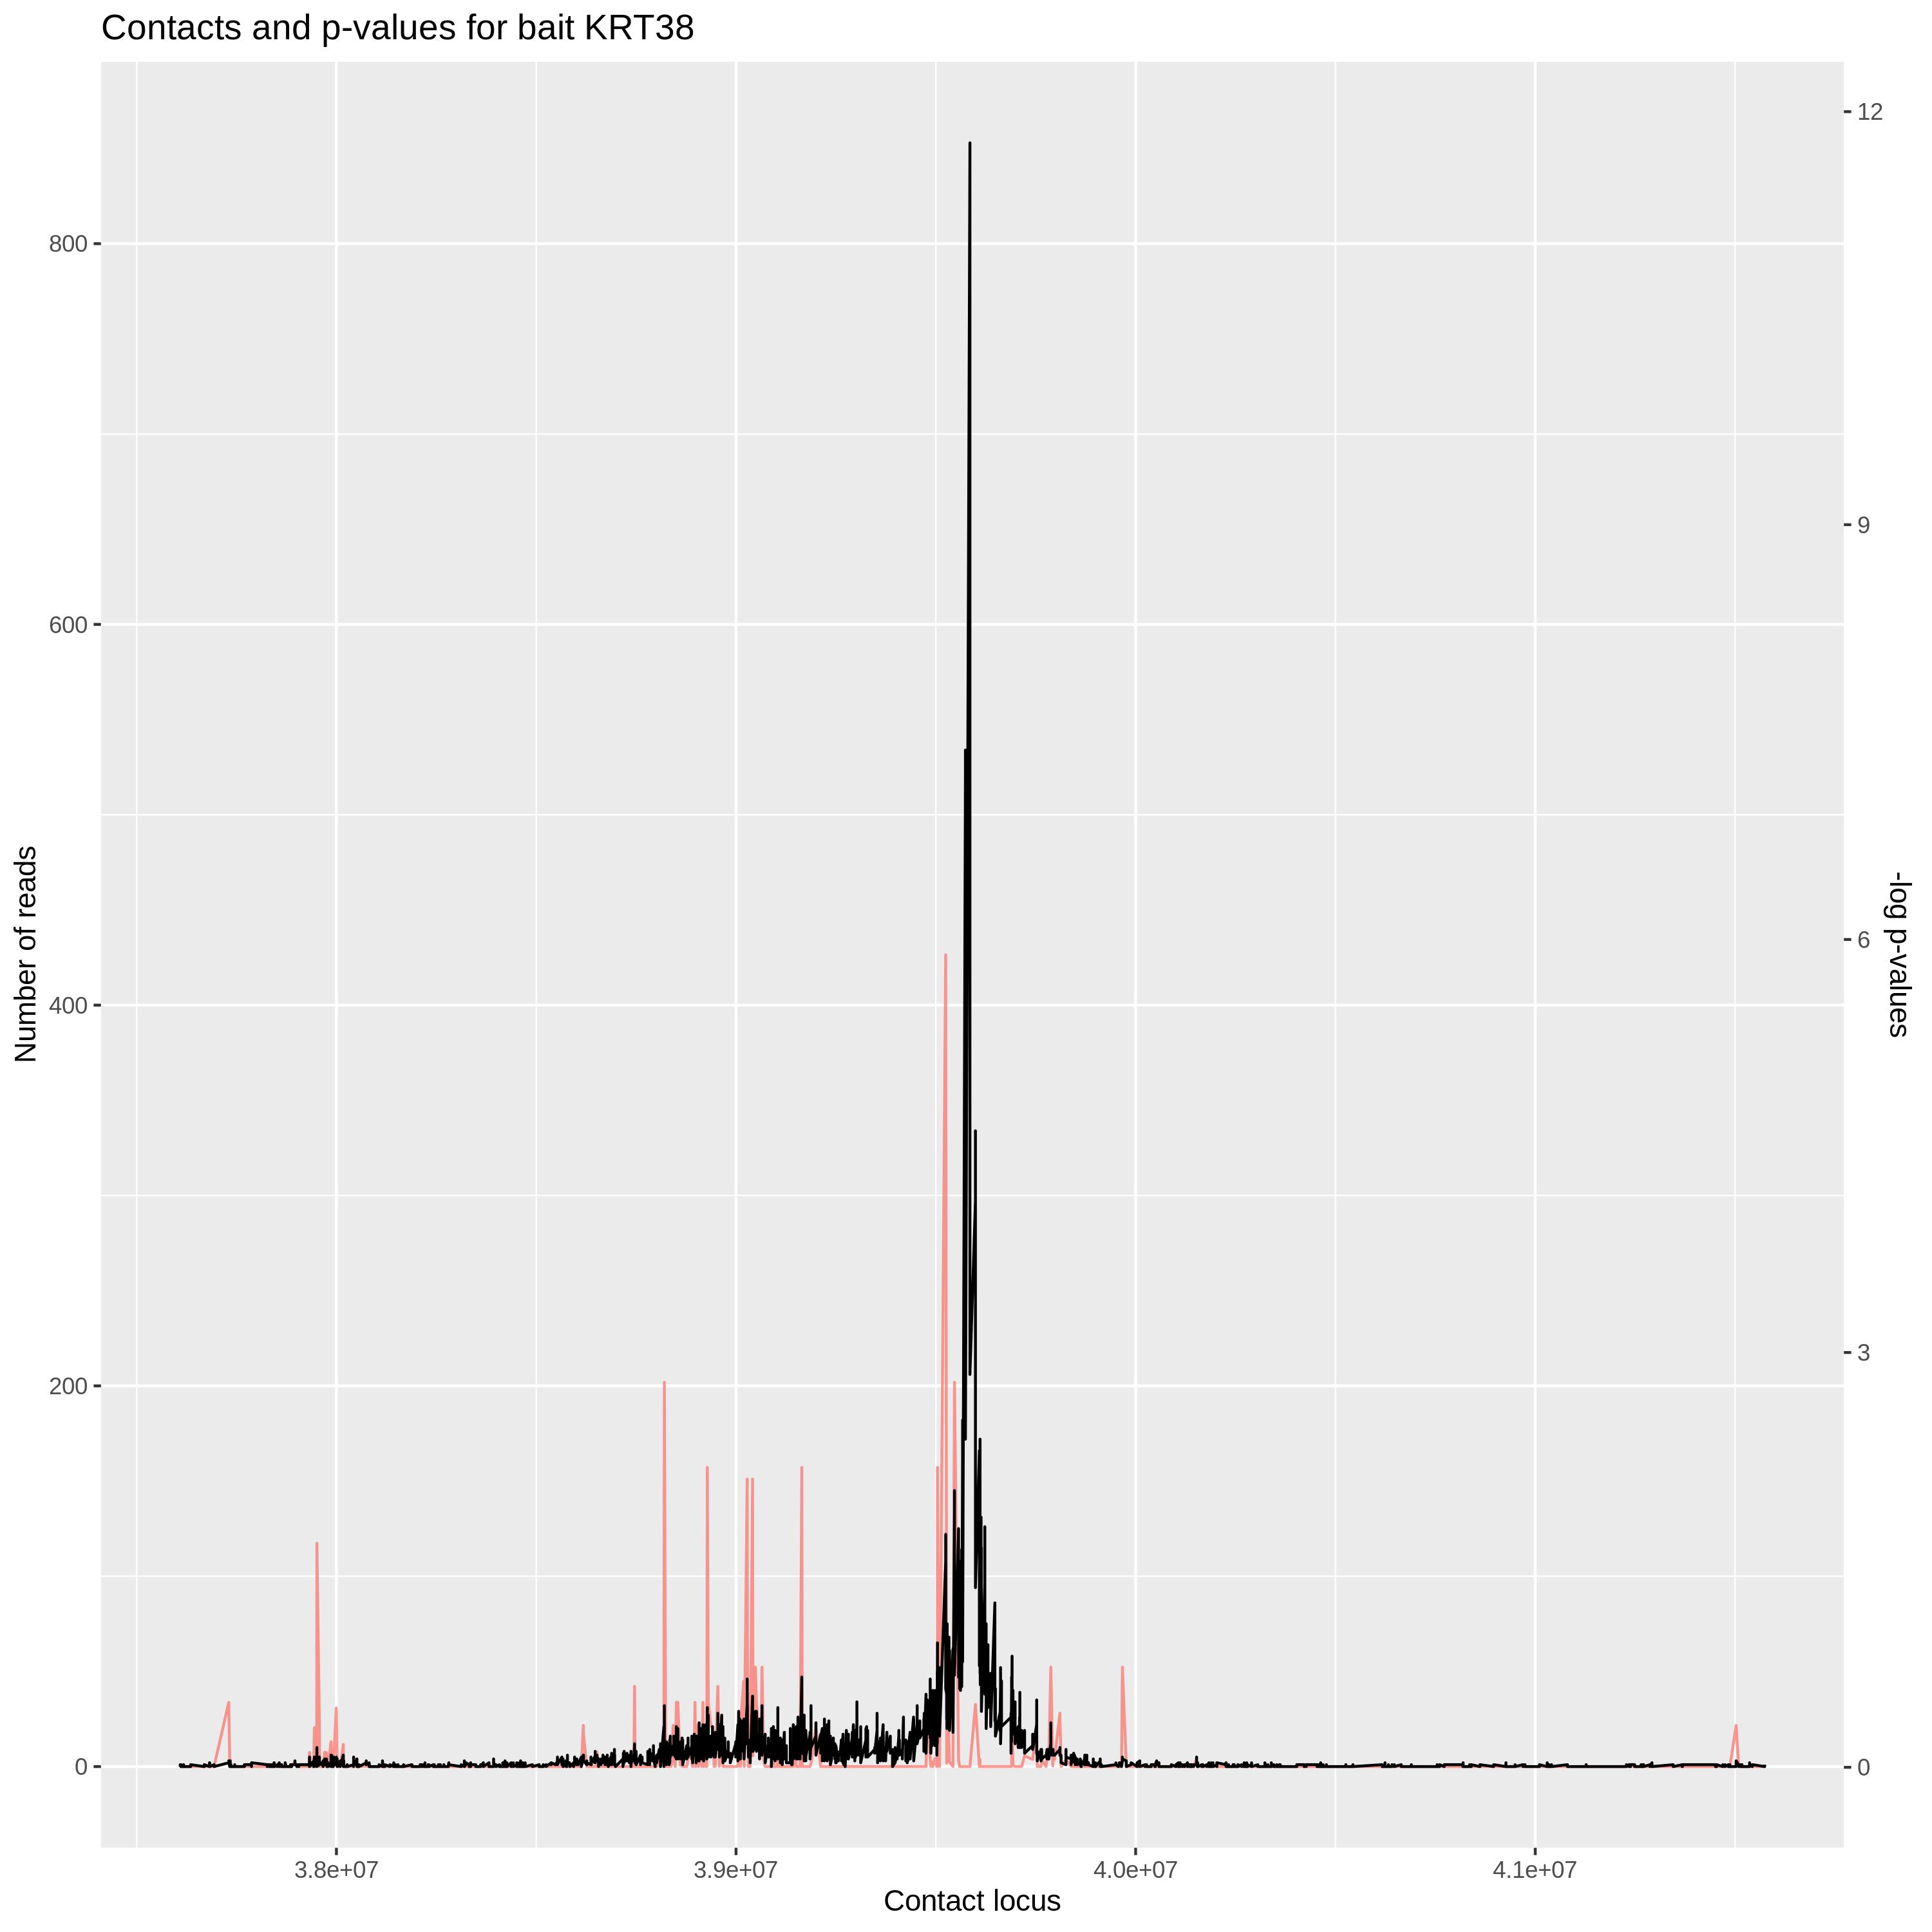 Contacts and p-values for bait KRT38
12
800
9
600
Number of reads
-log p-values
6
400
3
200
0
0
3.8e+07
3.9e+07
4.0e+07
4.1e+07
Contact locus